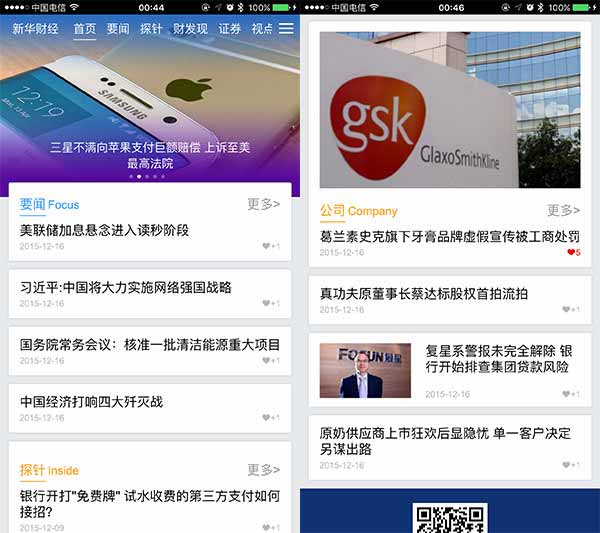 中国电信
00:44
100%
新华财经
首页
要闻
探针
财发现
证券
视点
12:19
SAMSUNG
三星不满向苹果支付巨额赔偿 上诉至美
最高法院
要闻 Focus
更多>
美联储加息悬念进入读秒阶段
2015-12-16
+1
习近平:中国将大力实施网络强国战略
2015-12-16
+1
国务院常务会议：核准一批清洁能源重大项目
2015-12-16
+1
中国经济打响四大歼灭战
2015-12-16
+1
探针 Inside
更多>
银行开打"免费牌" 试水收费的第三方支付如何
接招?
2015-12-09
+1
中国电信
00:46
100%
gsk
GlaxoSmithKline
公司 Company
更多>
葛兰素史克旗下牙膏品牌虚假宣传被工商处罚
2015-12-16
5
真功夫原董事长蔡达标股权首拍流拍
2015-12-16
+1
FOSUN 复星
复星系警报未完全解除 银
行开始排查集团贷款风险
2015-12-16
+1
原奶供应商上市狂欢后显隐忧 单一客户决定
另谋出路
2015-12-16
+1